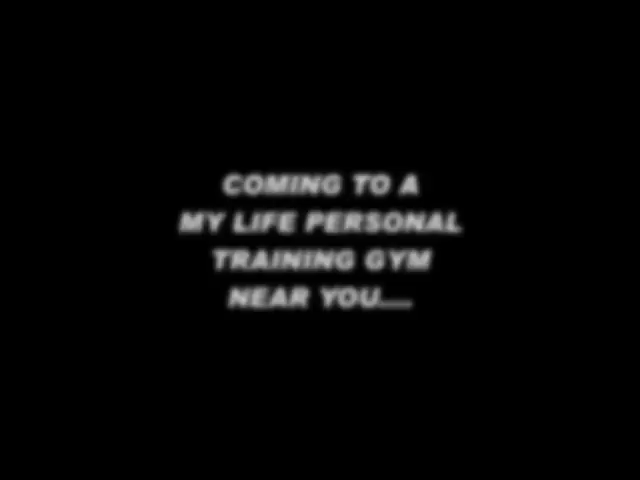 COMING TO A
MY LIFE PERSONAL
TRAINING GYM
NEAR YOU....